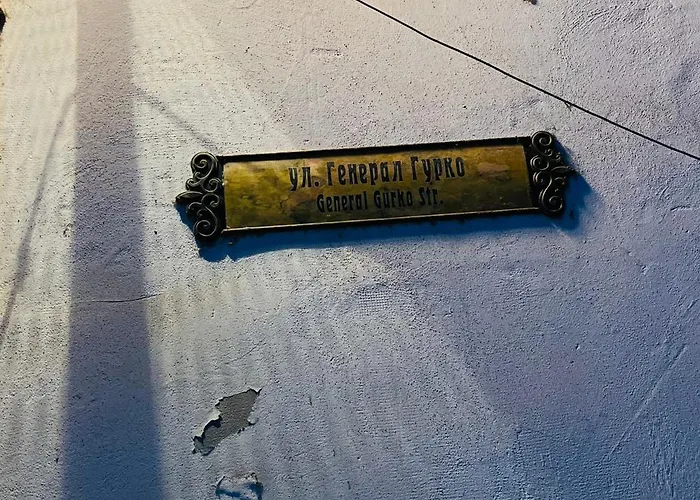 ул. Генерал Гурко
General Gurko Str.